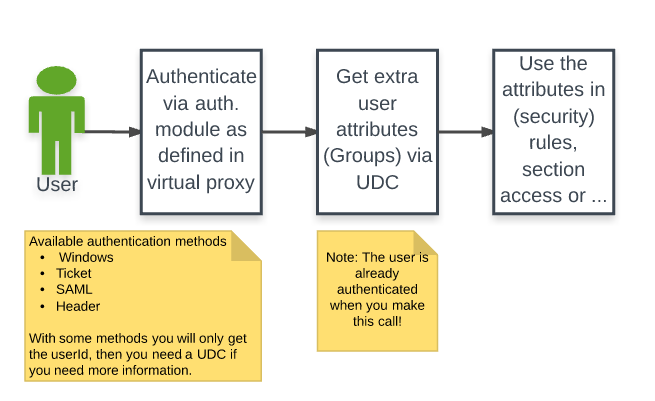 User
Authenticate
via auth.
module as
defined in
virtual proxy
Get extra
user
attributes
(Groups) via
UDC
Use the
attributes in
(security)
rules,
section
access or ...
Available authentication methods
• Windows
• Ticket
• SAML
• Header
With some methods you will only get
the userId, then you need a UDC if
you need more information.
Note: The user is
already
authenticated
when you make
this call!